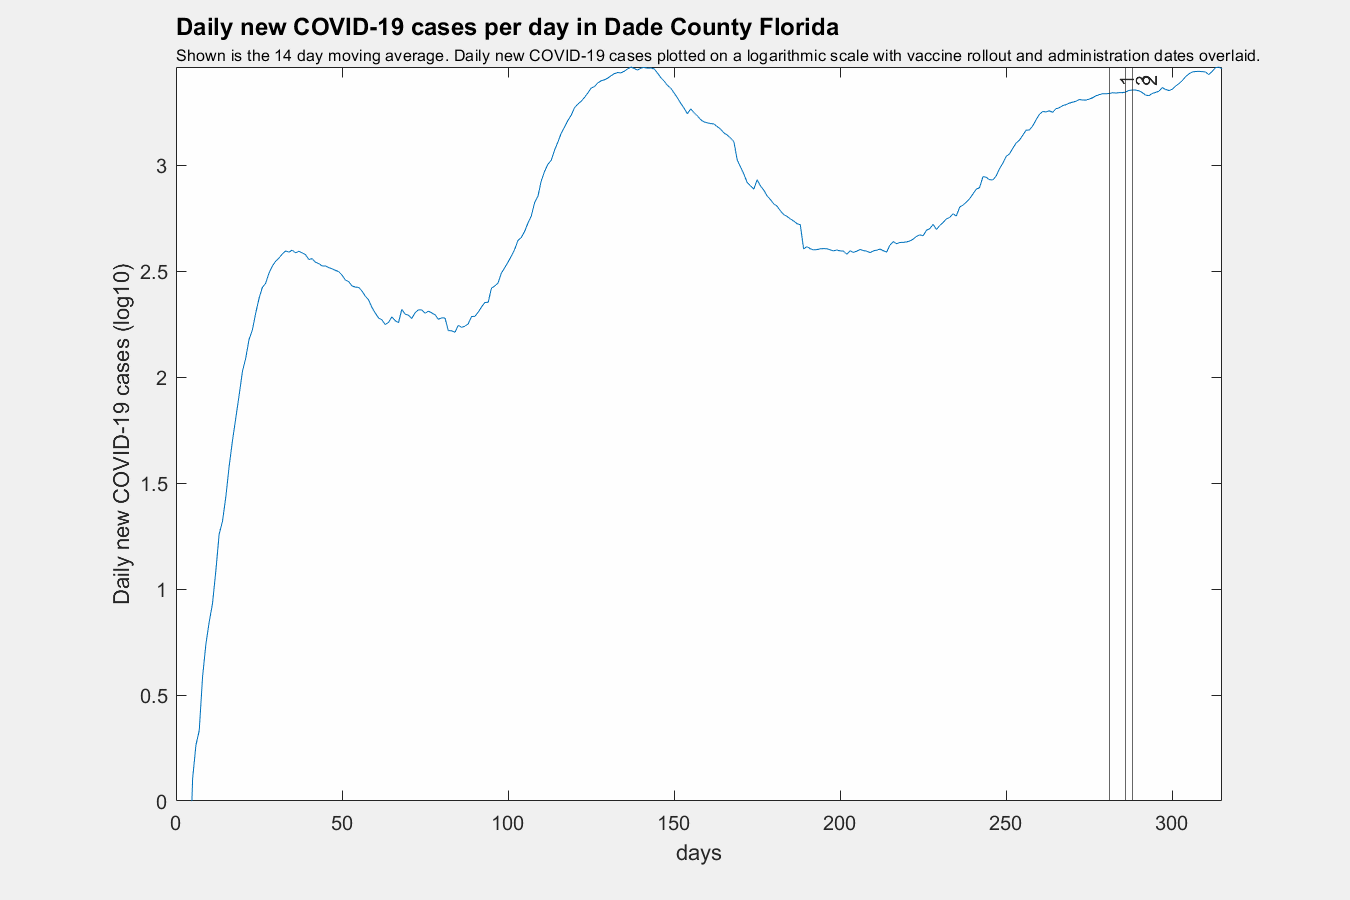 Daily new COVID-19 cases per day in Dade County Florida
Shown is the 14 day moving average. Daily new COVID-19 cases plotted on a logarithmic scale with vaccine rollout and administration dates overlaid.
1
3
2
3
2.5
2
1.5
1
0.5
0
Daily new COVID-19 cases (log10)
0 50 100 150 200 250 300
days